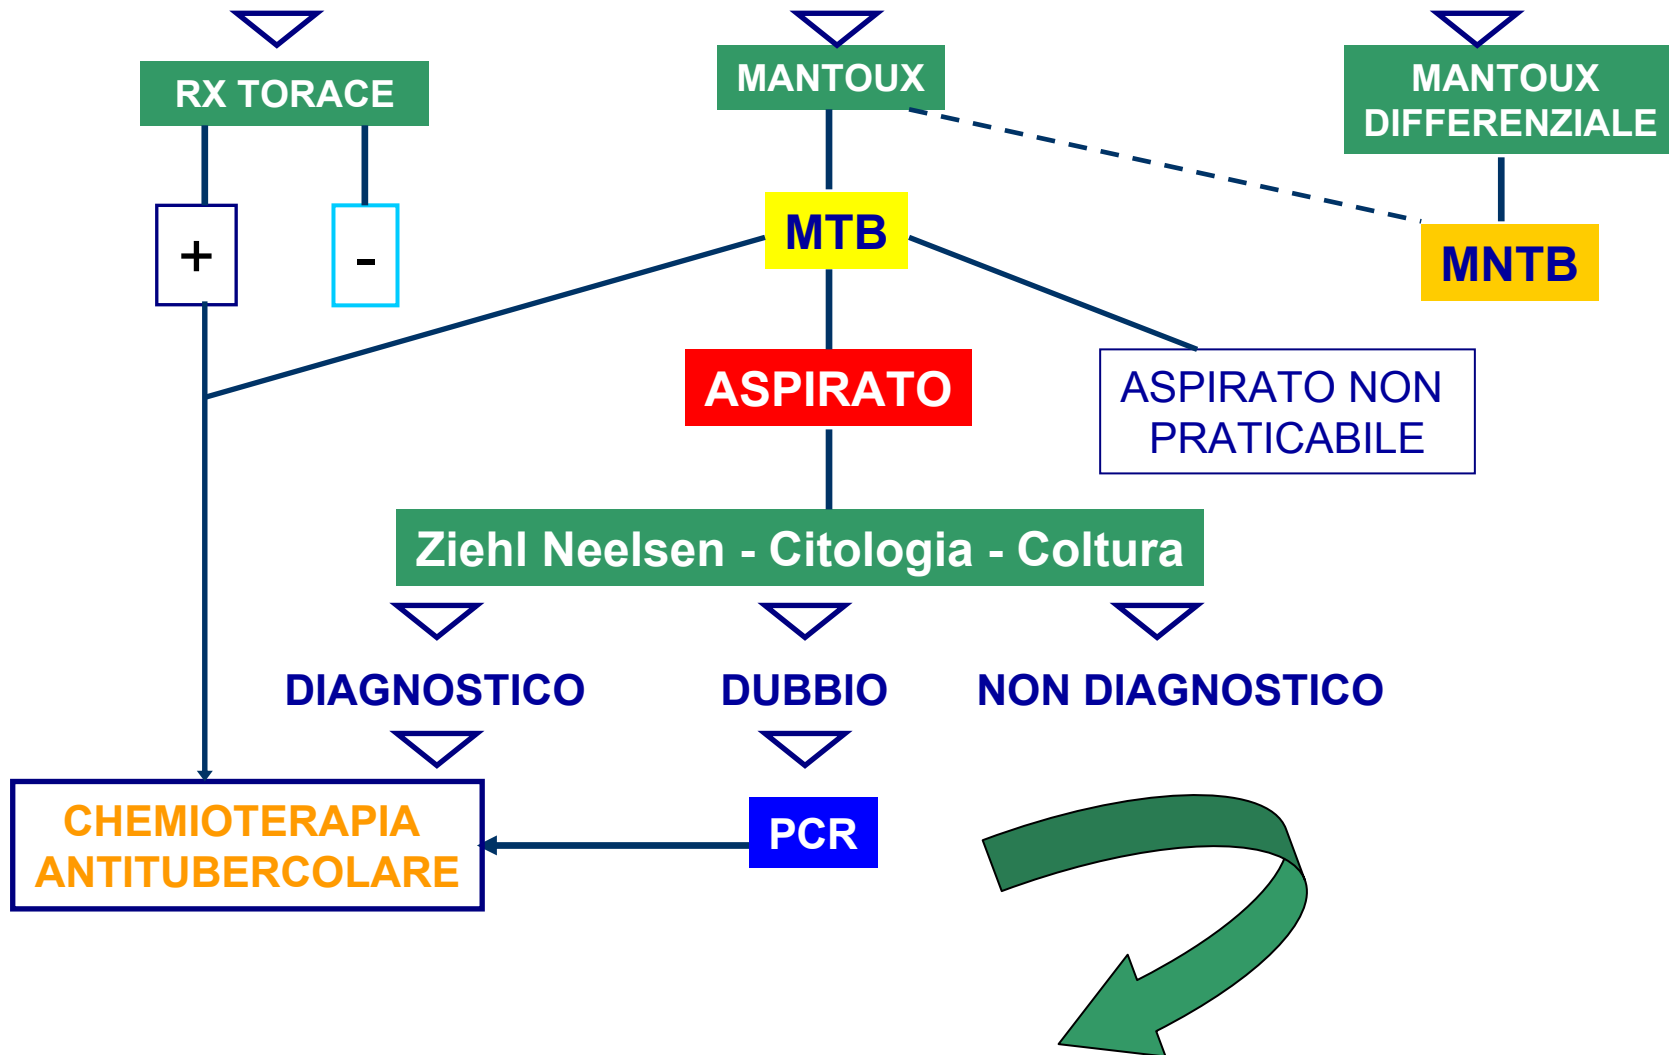 RX TORACE
MANTOUX
MANTOUX
DIFFERENZIALE
+
-
MTB
MNTB
ASPIRATO
ASPIRATO NON
PRATICABILE
Ziehl Neelsen - Citologia - Coltura
DIAGNOSTICO
DUBBIO
NON DIAGNOSTICO
CHEMIOTERAPIA
ANTITUBERCOLARE
PCR